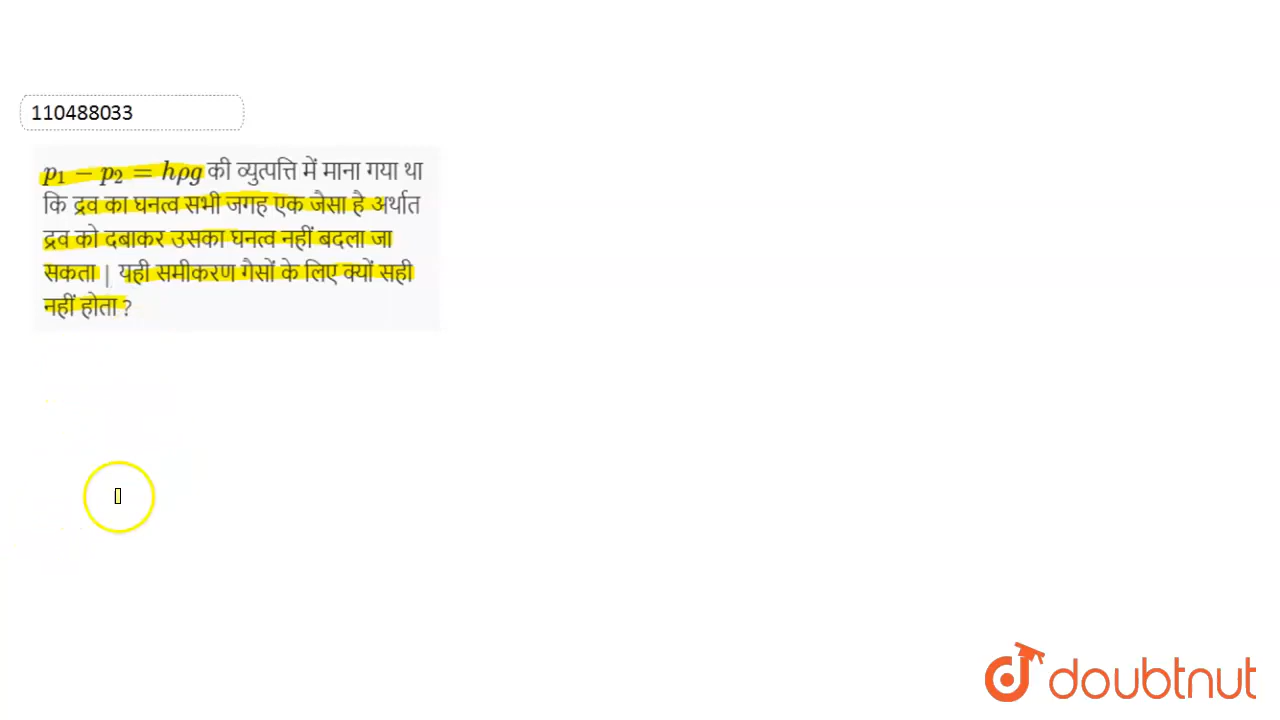 110488033
p₁ − p₂ = hρg की व्युत्पत्ति में माना गया था
कि द्रव का घनत्व सभी जगह एक जैसा है अर्थात
द्रव को दबाकर उसका घनत्व नहीं बदला जा
सकता | यही समीकरण गैसों के लिए क्यों सही
नहीं होता ?
doubtnut